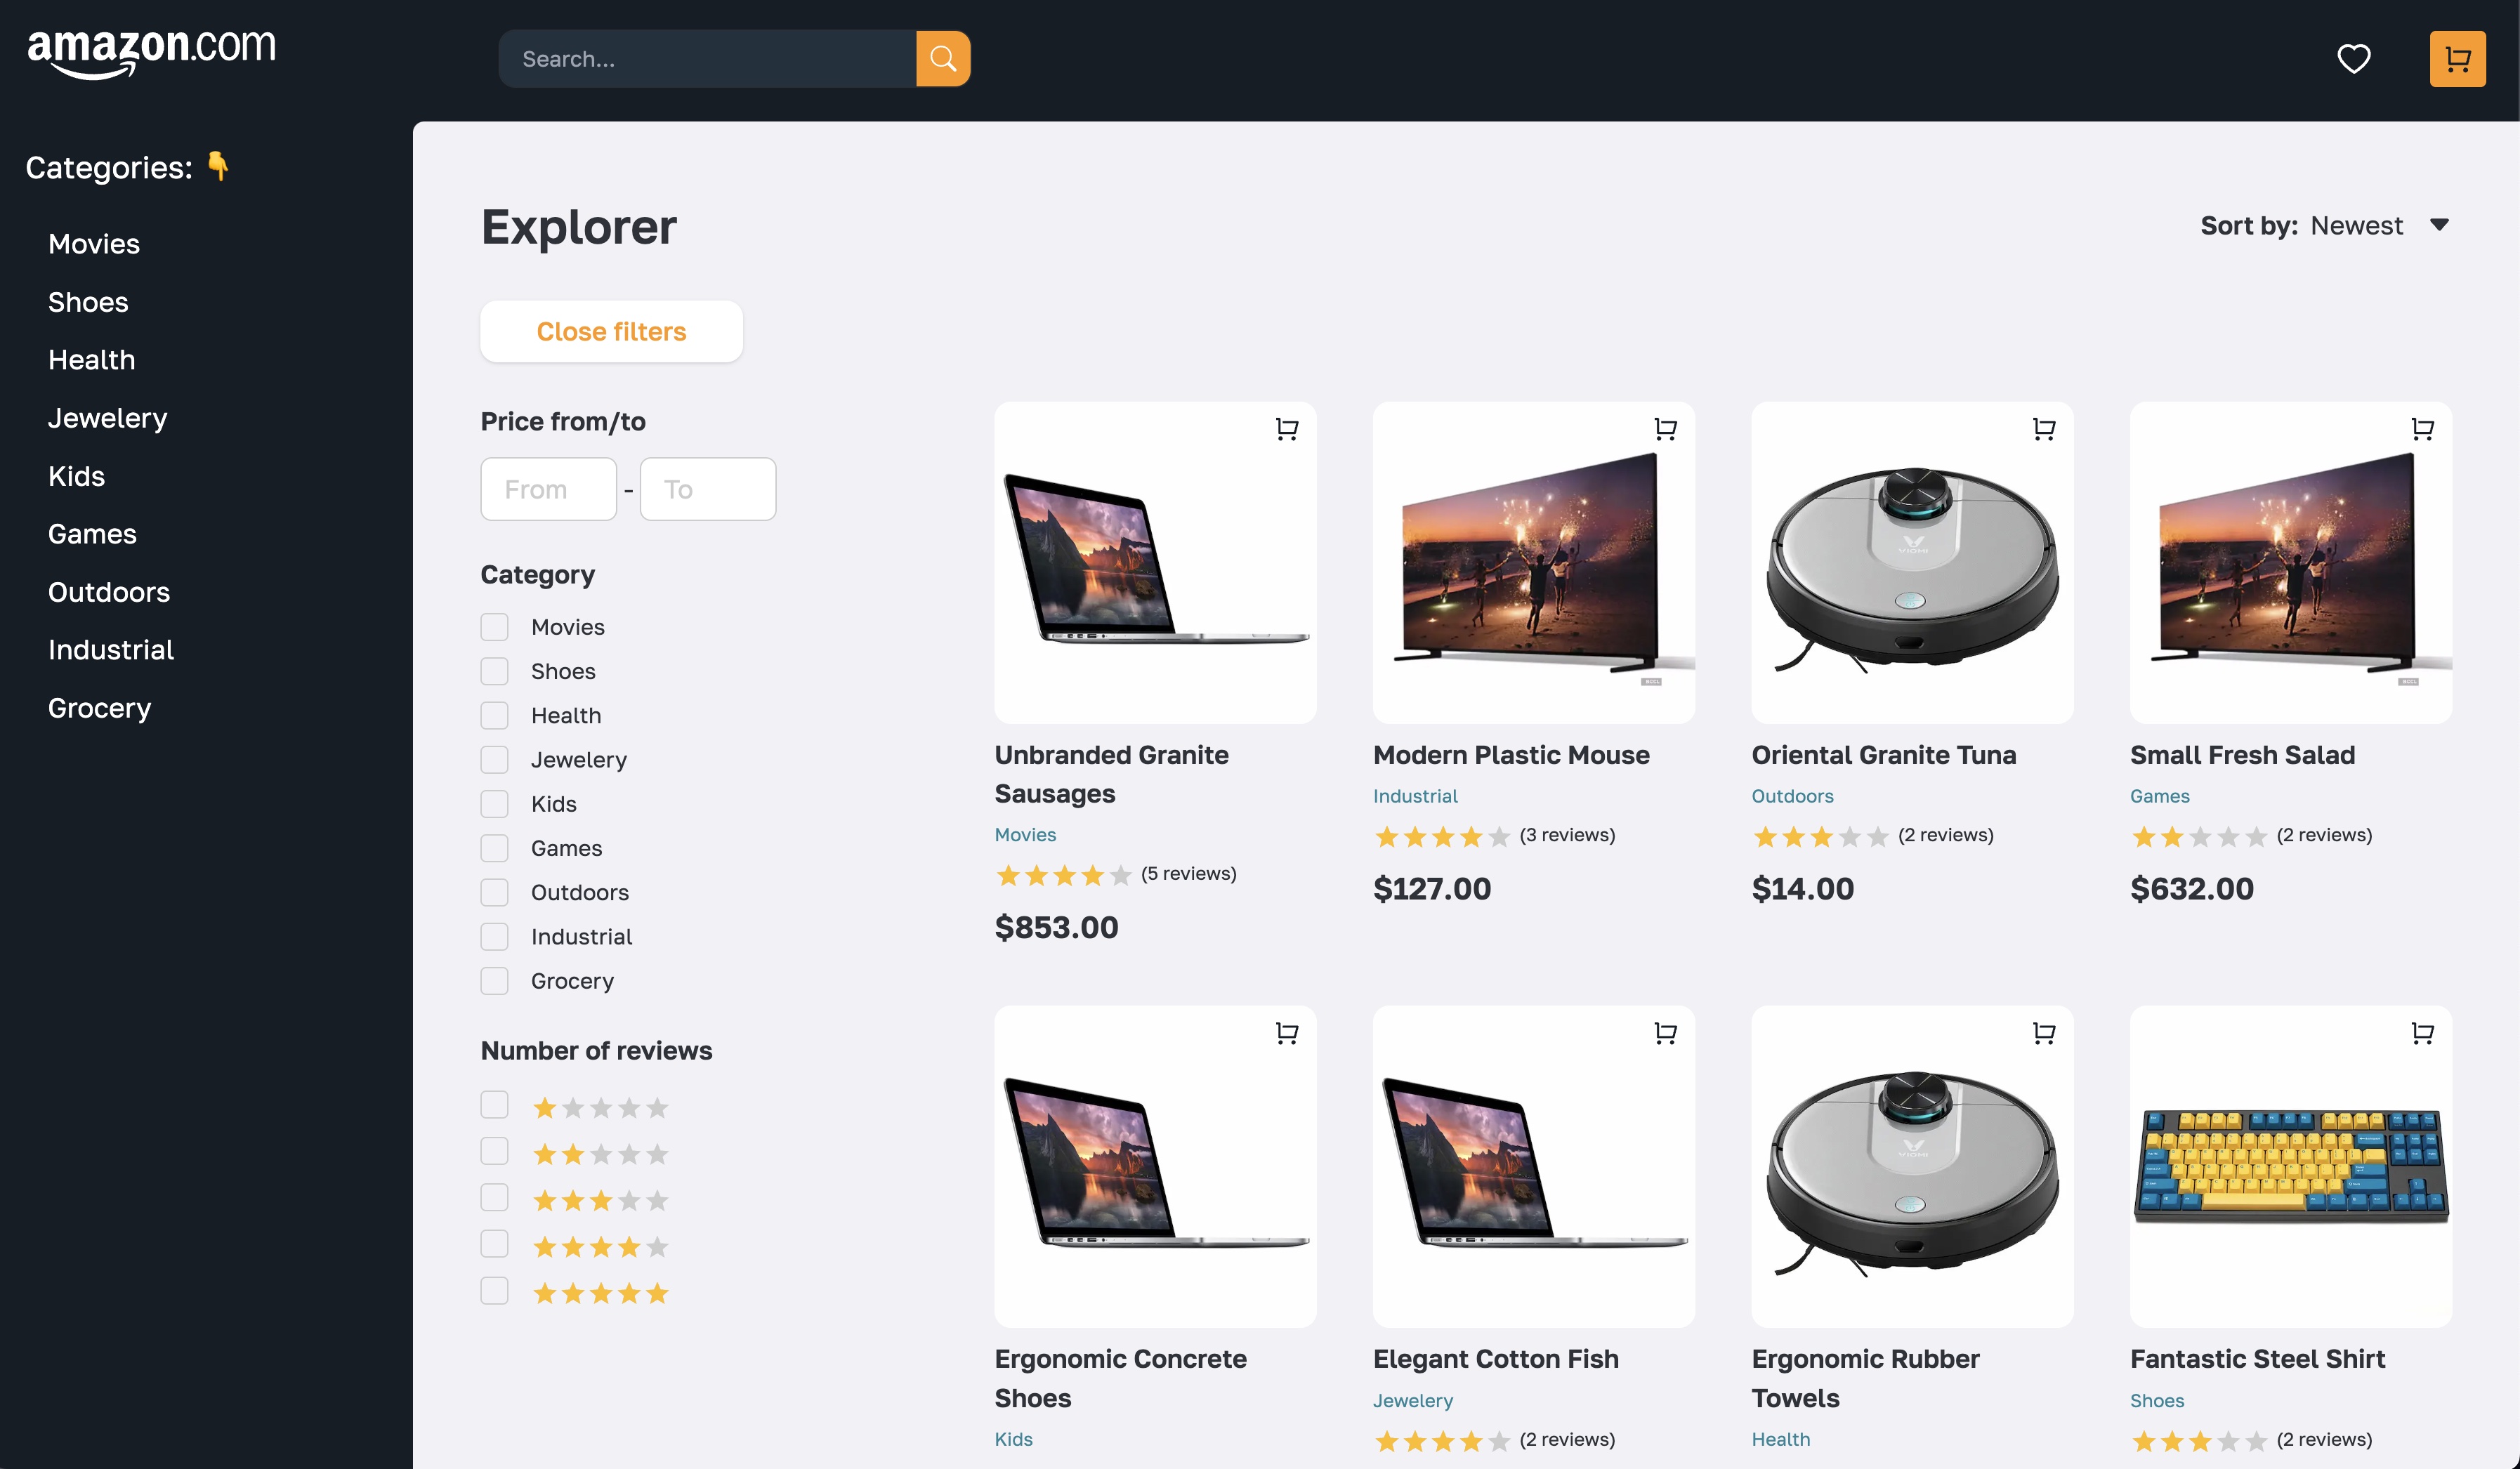 amazon.com
Search...
Categories: 👇
Movies
Shoes
Health
Jewelery
Kids
Games
Outdoors
Industrial
Grocery
Explorer
Sort by: Newest
Close filters
Price from/to
From - To
Category
Movies
Shoes
Health
Jewelery
Kids
Games
Outdoors
Industrial
Grocery
Number of reviews
Unbranded Granite
Sausages
Movies
(5 reviews)
$853.00
Modern Plastic Mouse
Industrial
(3 reviews)
$127.00
VIOMI
Oriental Granite Tuna
Outdoors
(2 reviews)
$14.00
Small Fresh Salad
Games
(2 reviews)
$632.00
Ergonomic Concrete
Shoes
Kids
Elegant Cotton Fish
Jewelery
(2 reviews)
VIOMI
Ergonomic Rubber
Towels
Health
Fantastic Steel Shirt
Shoes
(2 reviews)